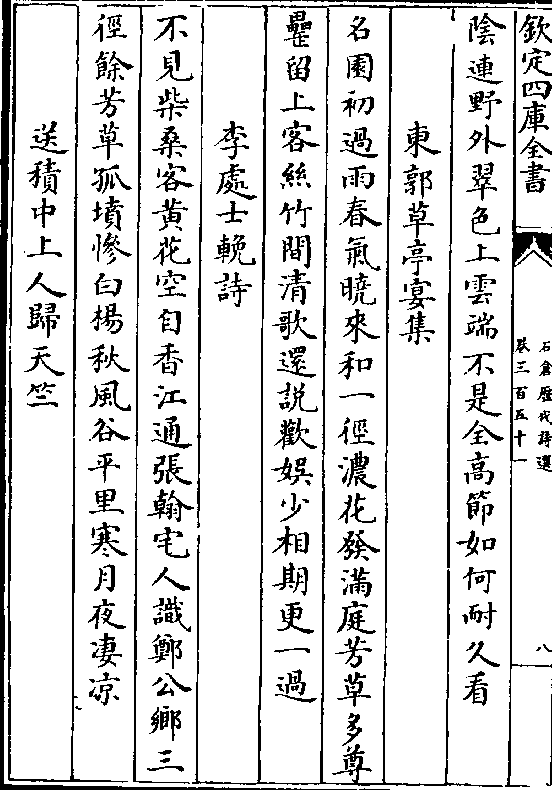 欽定四庫全書
石倉歷代詩選
卷三百五十一
八
陰連野外翠色上雲端不是全高節如何耐久看
東郭草亭宴集
名園初過雨春氣曉來和一徑濃花發滿庭芳草多尊
罍留上客絲竹間清歌還説歡娛少相期更一過
李處士輓詩
不見柴桑客黄花空自香江通張翰宅人識鄭公鄉三
徑餘芳草孤墳慘白楊秋風谷平里寒月夜凄凉
送積中上人歸天竺